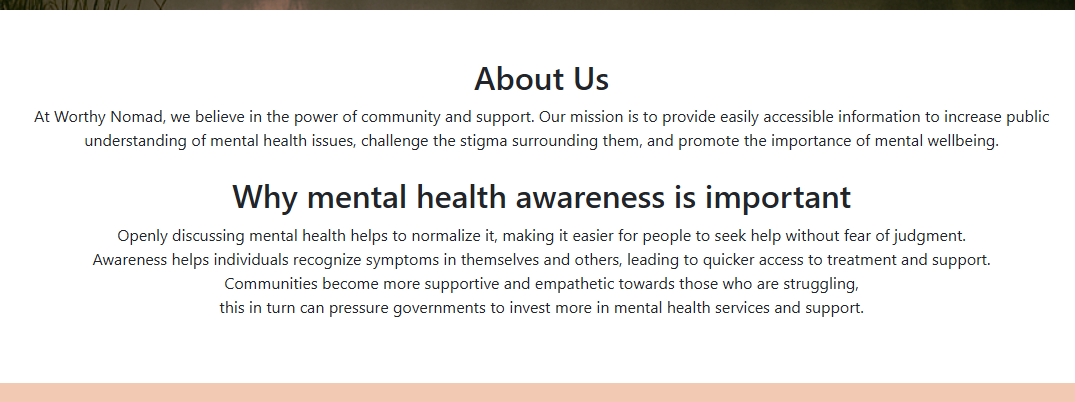 About Us
At Worthy Nomad, we believe in the power of community and support. Our mission is to provide easily accessible information to increase public
understanding of mental health issues, challenge the stigma surrounding them, and promote the importance of mental wellbeing.
Why mental health awareness is important
Openly discussing mental health helps to normalize it, making it easier for people to seek help without fear of judgment.
Awareness helps individuals recognize symptoms in themselves and others, leading to quicker access to treatment and support.
Communities become more supportive and empathetic towards those who are struggling,
this in turn can pressure governments to invest more in mental health services and support.